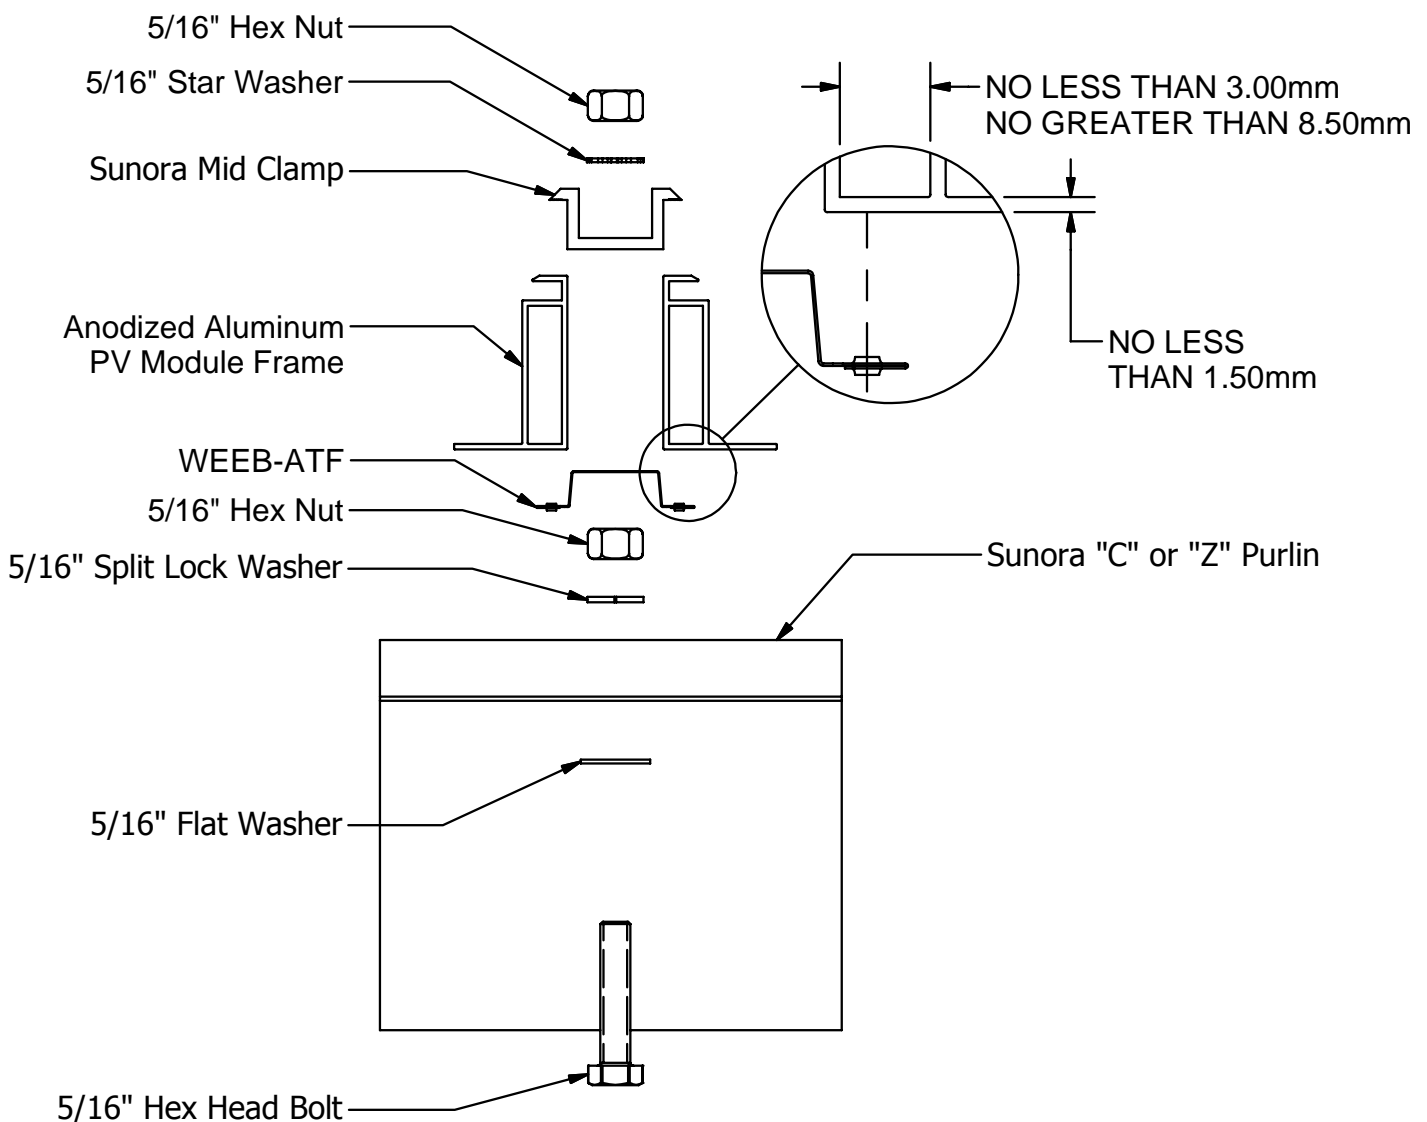 5/16" Hex Nut
5/16" Star Washer
Sunora Mid Clamp
Anodized Aluminum
PV Module Frame
WEEB-ATF
5/16" Hex Nut
5/16" Split Lock Washer
5/16" Flat Washer
5/16" Hex Head Bolt
NO LESS THAN 3.00mm
NO GREATER THAN 8.50mm
NO LESS
THAN 1.50mm
Sunora "C" or "Z" Purlin